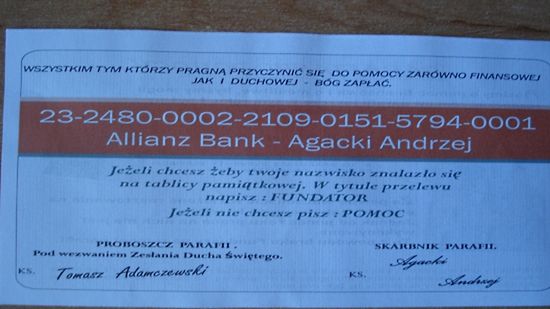 WSZYSTKIM TYM KTÓRZY PRAGNĄ PRZYCZYNIĆ SIĘ DO POMOCY ZARÓWNO FINANSOWEJ
JAK I DUCHOWEJ - BÓG ZAPŁAĆ.
23-2480-0002-2109-0151-5794-0001
Allianz Bank - Agacki Andrzej
Jeżeli chcesz żeby twoje nazwisko znalazło się
na tablicy pamiątkowej. W tytule przelewu
napisz : FUNDATOR
Jeżeli nie chcesz pisz : POMOC
PROBOSZCZ PARAFII .
Pod wezwaniem Zesłania Ducha Świętego.
KS. Tomasz Adamczewski
SKARBNIK PARAFII.
Agacki
KS. Andrzej